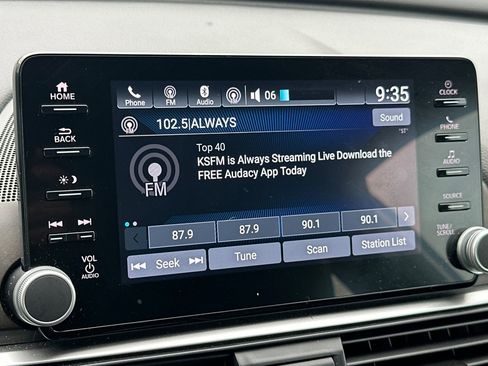 HOME
BACK
VOL
AUDIO
Phone
FM
Audio
06
9:35
102.5|ALWAYS
Sound
"ST"
Top 40
KSFM is Always Streaming Live Download the
FREE Audacy App Today
FM
87.9
87.9
90.1
90.1
Seek
Tune
Scan
Station List
CLOCK
PHONE
AUDIO
SOURCE
TUNE/
SCROLL